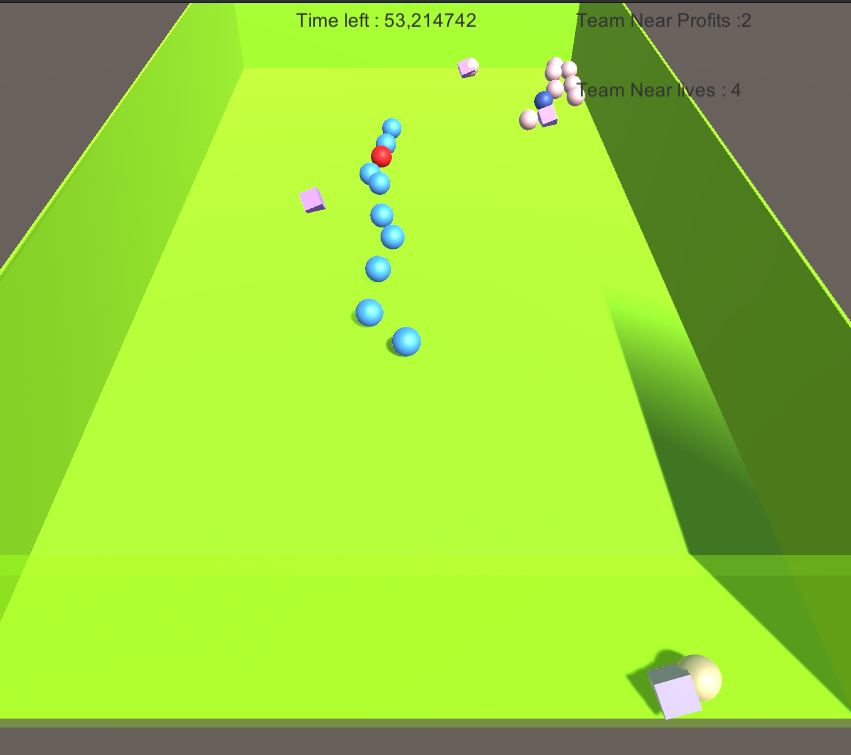 Time left : 53,214742
Team Near Profits :2
Team Near lives : 4